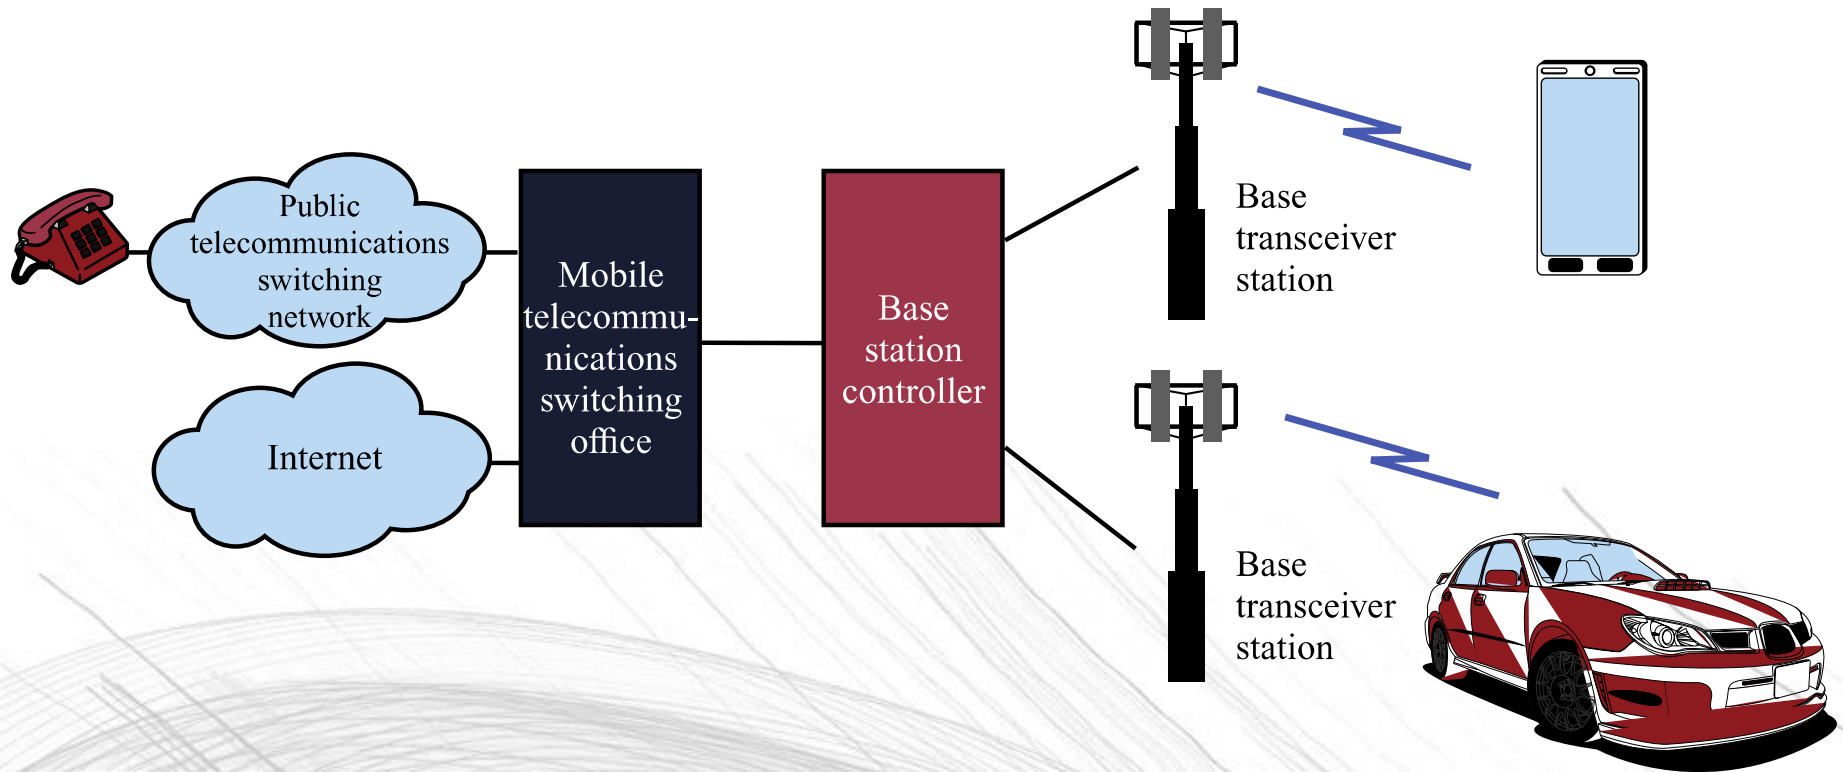 Public
telecommunications
switching
network
Internet
Mobile
telecommu-
nications
switching
office
Base
station
controller
Base
transceiver
station
Base
transceiver
station